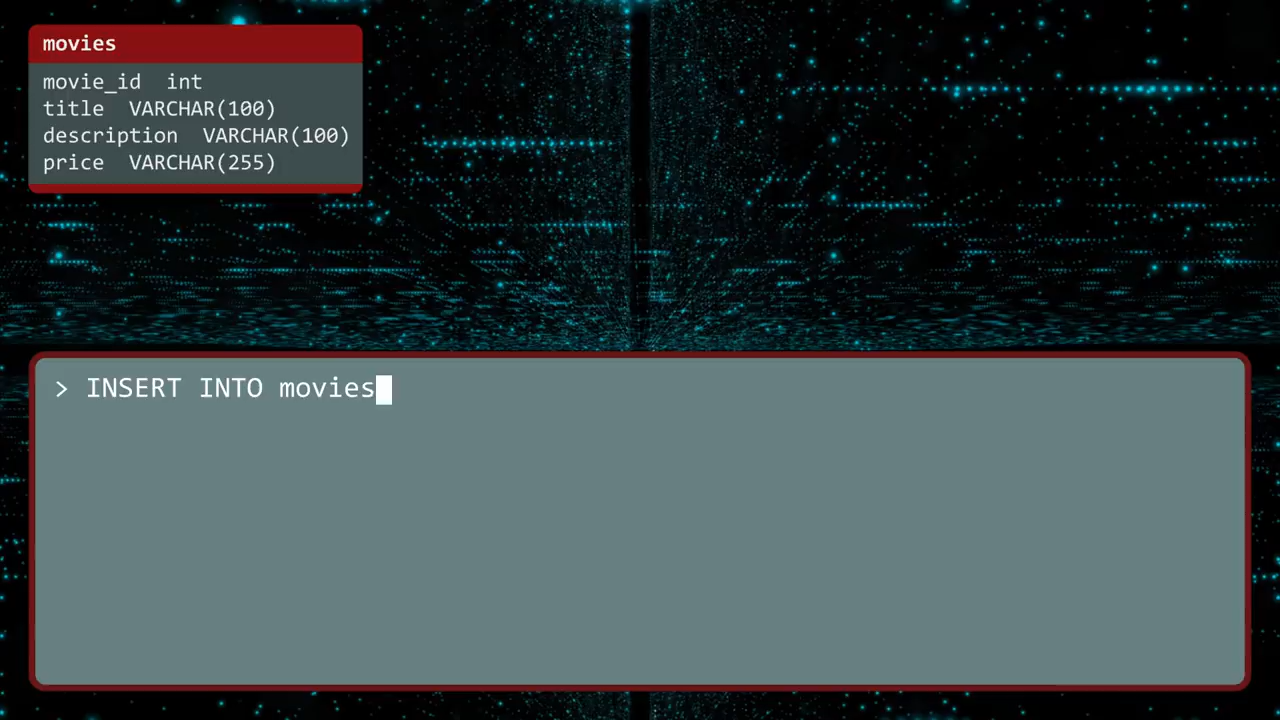 movies
movie_id int
title VARCHAR(100)
description VARCHAR(100)
price VARCHAR(255)
> INSERT INTO movies